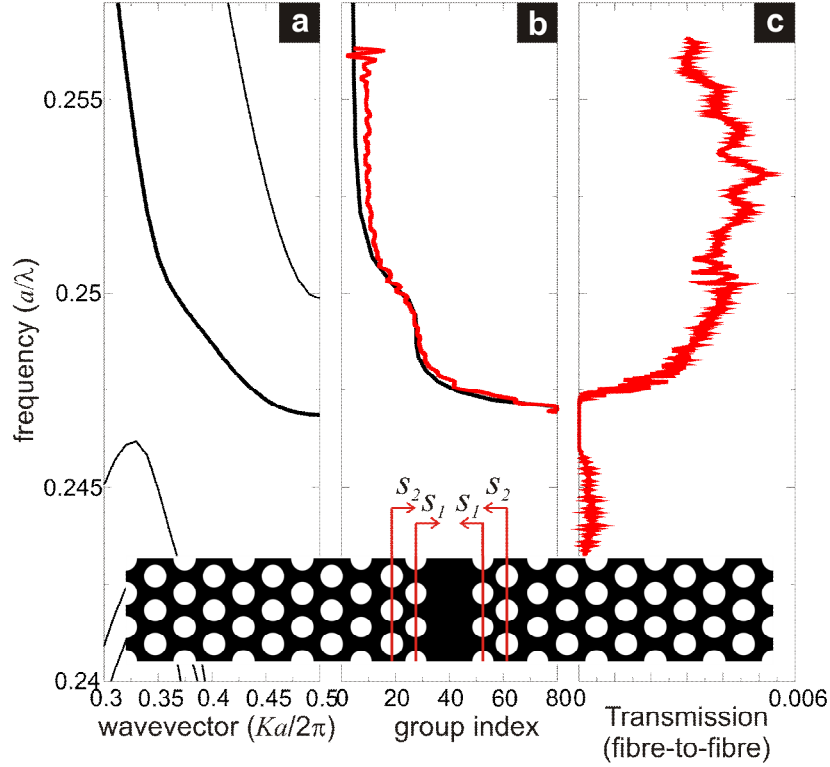 a
b
c
0.255
0.25
0.245
0.24
frequency (a/λ)
s2 s1 s1 s2
0.3 0.35 0.4 0.45 0.5
wavevector (Ka/2π)
0 20 40 60 80
group index
0 0.006
Transmission
(fibre-to-fibre)